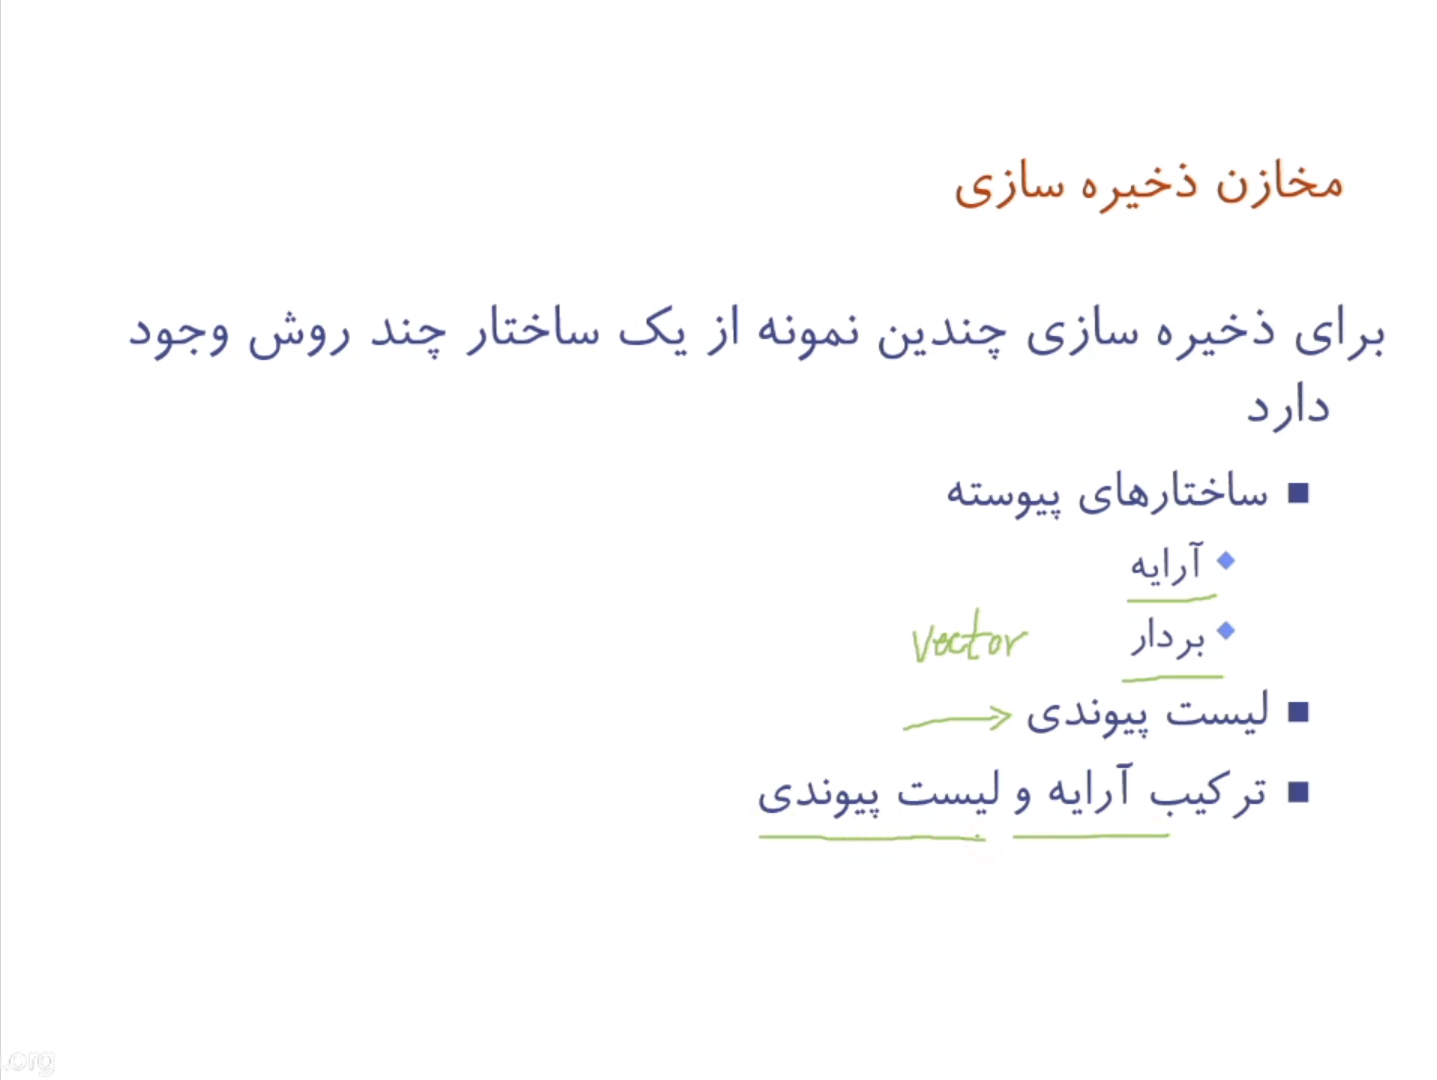 مخازن ذخیره سازی
برای ذخیره سازی چندین نمونه از یک ساختار چند روش وجود
دارد
ساختارهای پیوسته
آرایه
بردار vector
لیست پیوندی
ترکیب آرایه و لیست پیوندی
.org